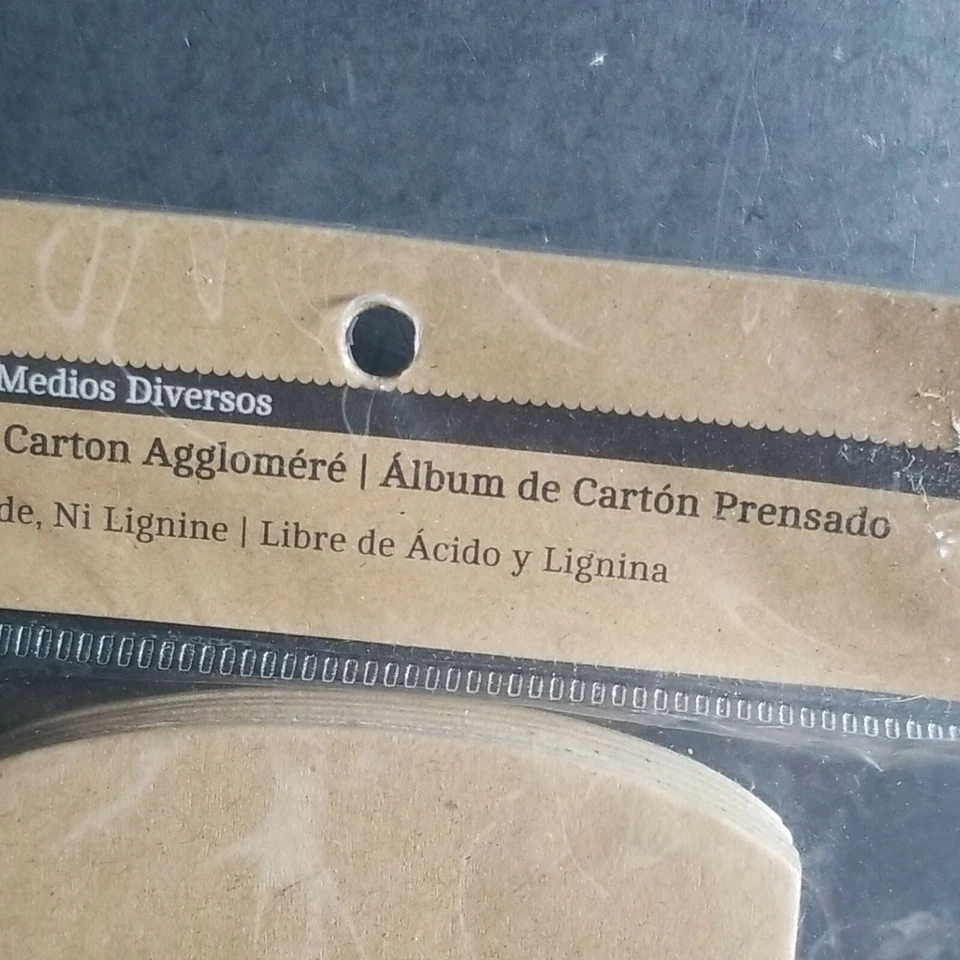 Medios Diversos
Carton Aggloméré | Álbum de Cartón Prensado
de, Ni Lignine | Libre de Ácido y Lignina